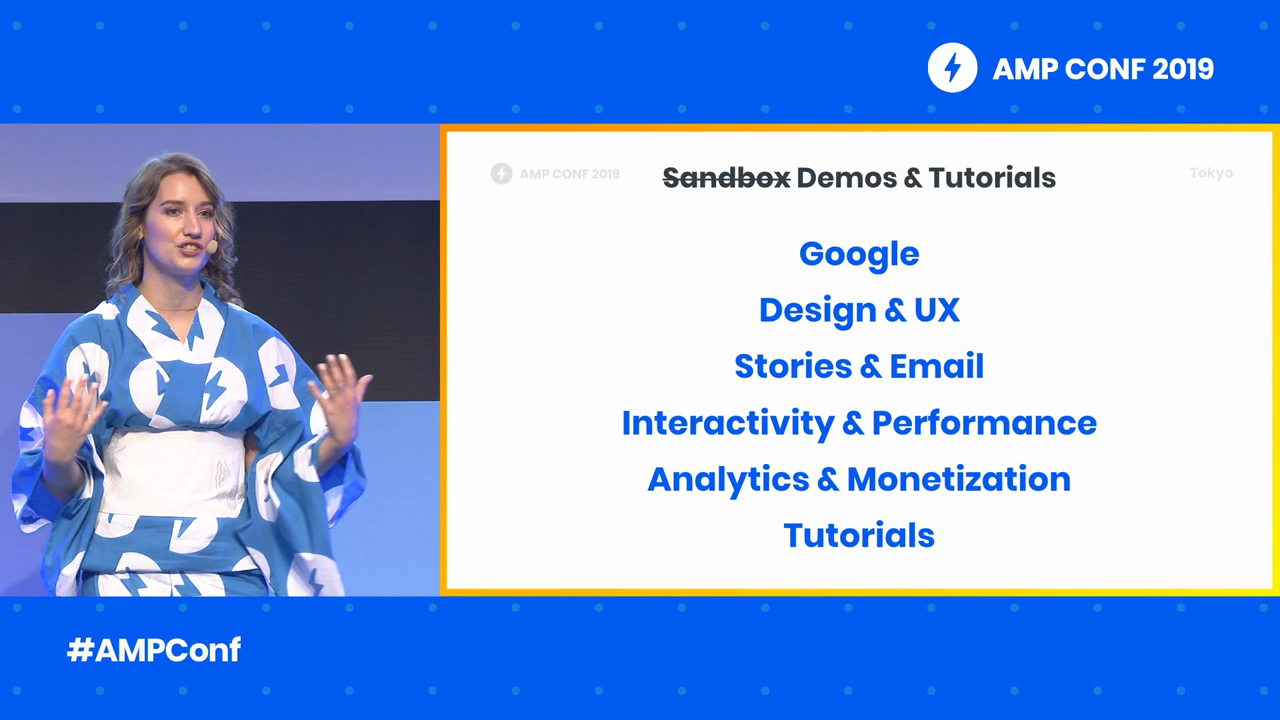 AMP CONF 2019
AMP CONF 2019
Sandbox Demos & Tutorials
Tokyo
Google
Design & UX
Stories & Email
Interactivity & Performance
Analytics & Monetization
Tutorials
#AMPConf